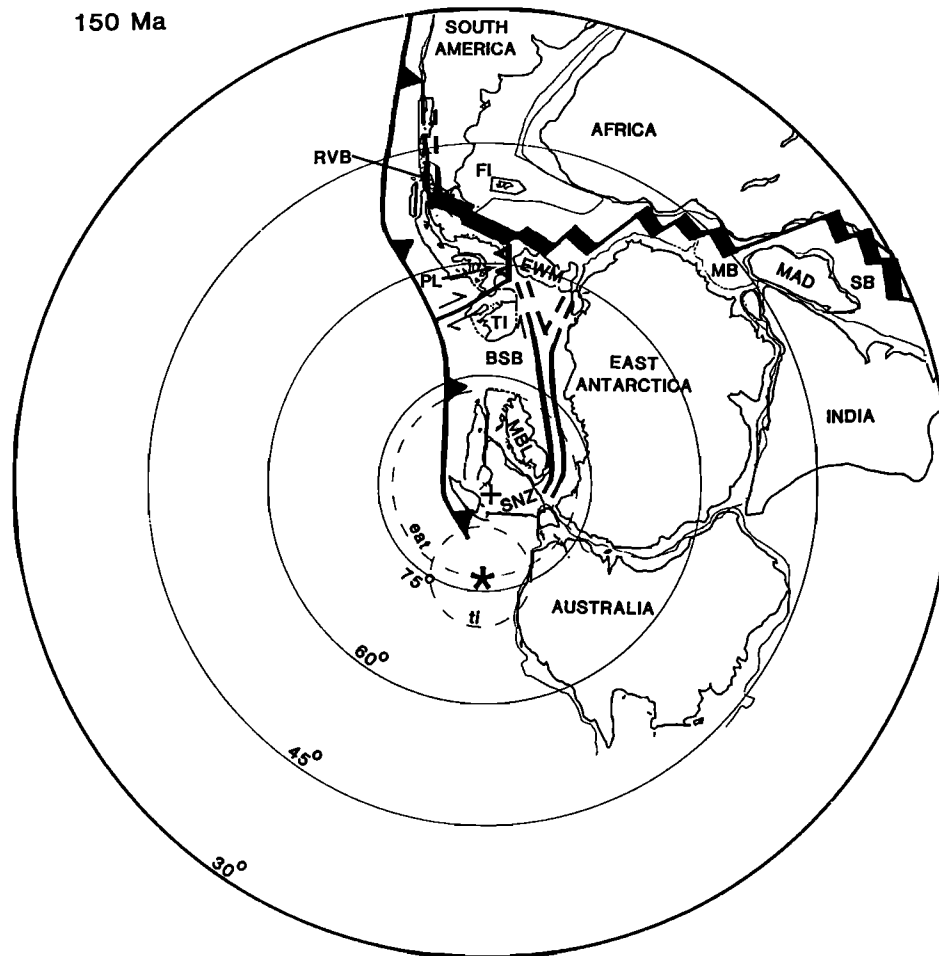 150 Ma
SOUTH
AMERICA
AFRICA
RVB
FI
PL
EWM
MB
MAD
SB
TI
BSB
EAST
ANTARCTICA
INDIA
MBL
SNZ
eat
75°
ti
AUSTRALIA
60°
45°
30°